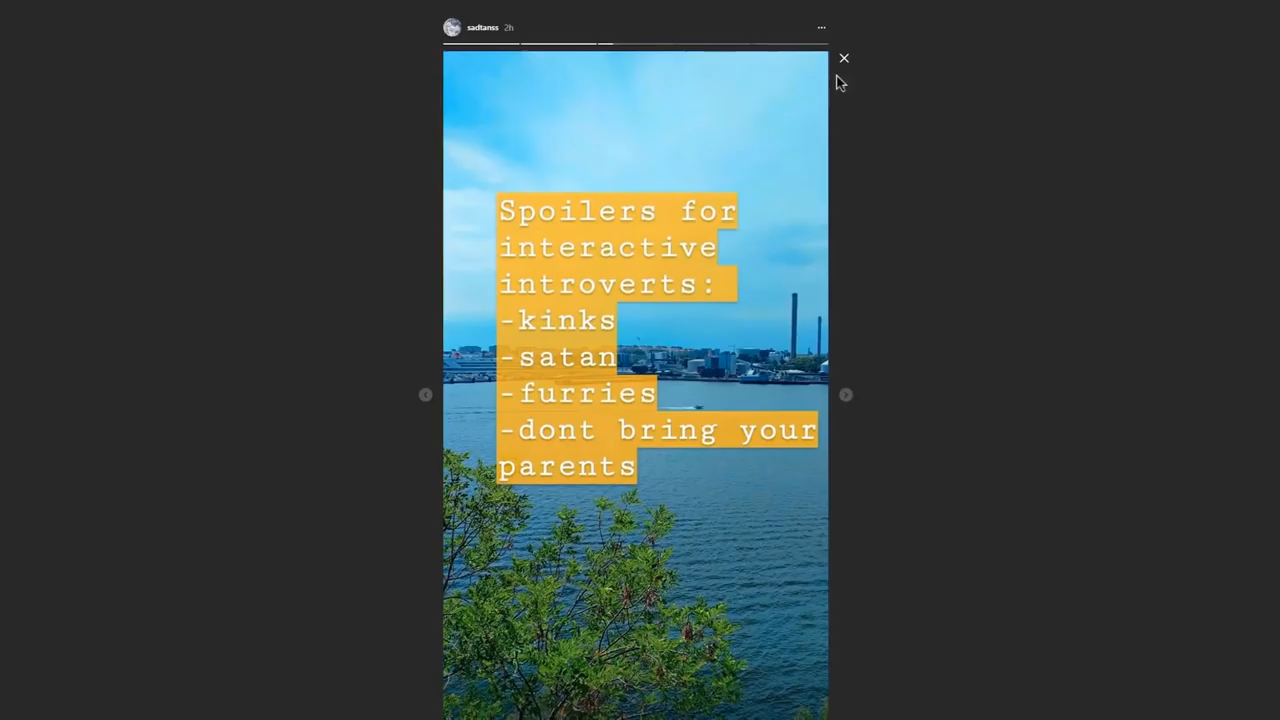 sadtanss 2h
Spoilers for
interactive
introverts:
-kinks
-satan
-furries
-dont bring your
parents